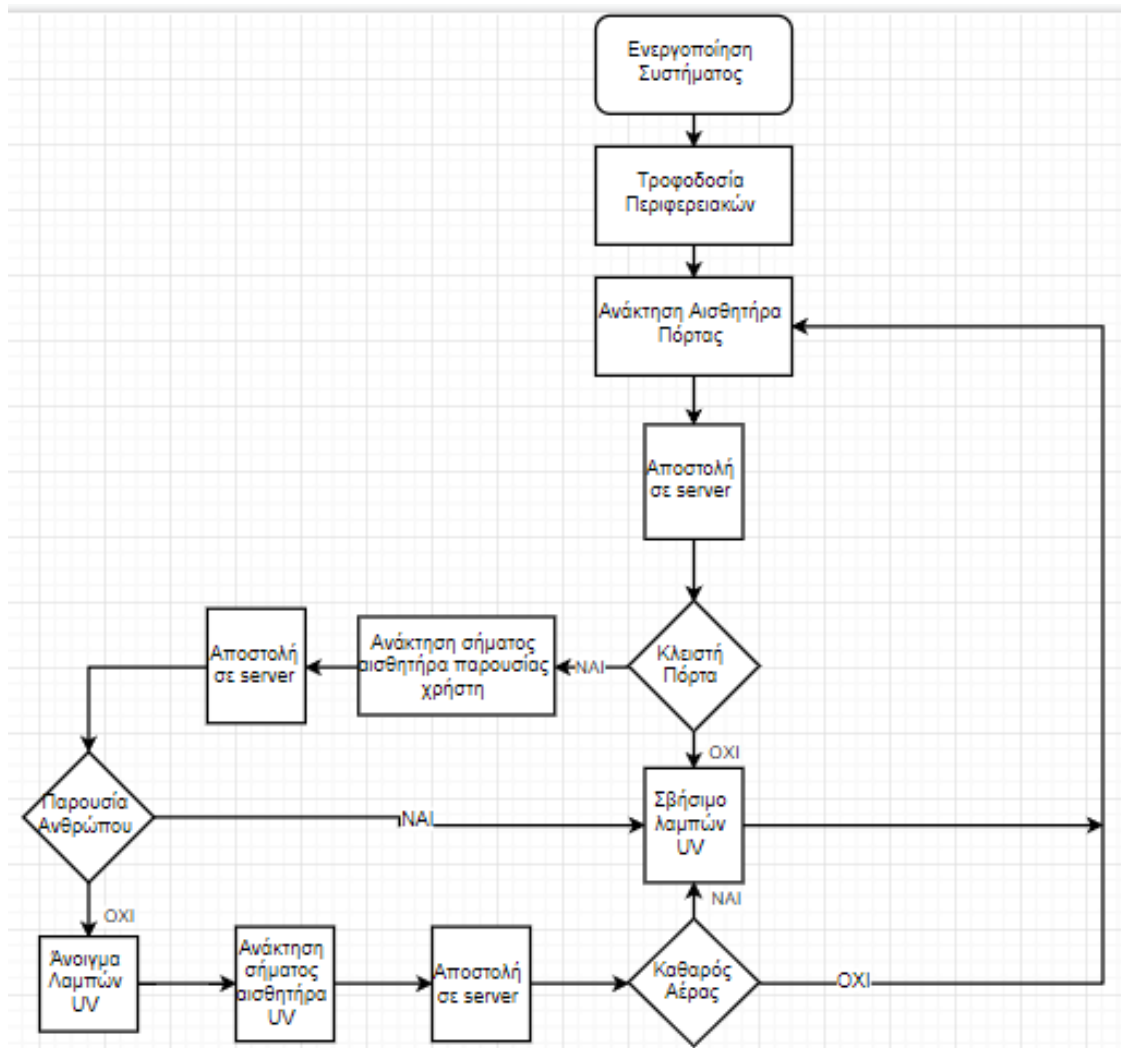 Ενεργοποίηση
Συστήματος
Τροφοδοσία
Περιφερειακών
Ανάκτηση Αισθητήρα
Πόρτας
Αποστολή
σε server
Κλειστή
Πόρτα
ΝΑΙ
Ανάκτηση σήματος
αισθητήρα παρουσίας
χρήστη
Αποστολή
σε server
ΟΧΙ
Παρουσία
Ανθρώπου
ΝΑΙ
Σβήσιμο
λαμπών
UV
ΟΧΙ
ΝΑΙ
Άνοιγμα
Λαμπών
UV
Ανάκτηση
σήματος
αισθητήρα
UV
Αποστολή
σε server
Καθαρός
Αέρας
ΟΧΙ